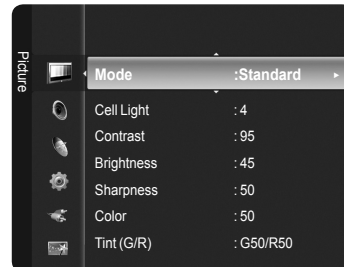 Picture
Mode :Standard
Cell Light : 4
Contrast : 95
Brightness : 45
Sharpness : 50
Color : 50
Tint (G/R) : G50/R50